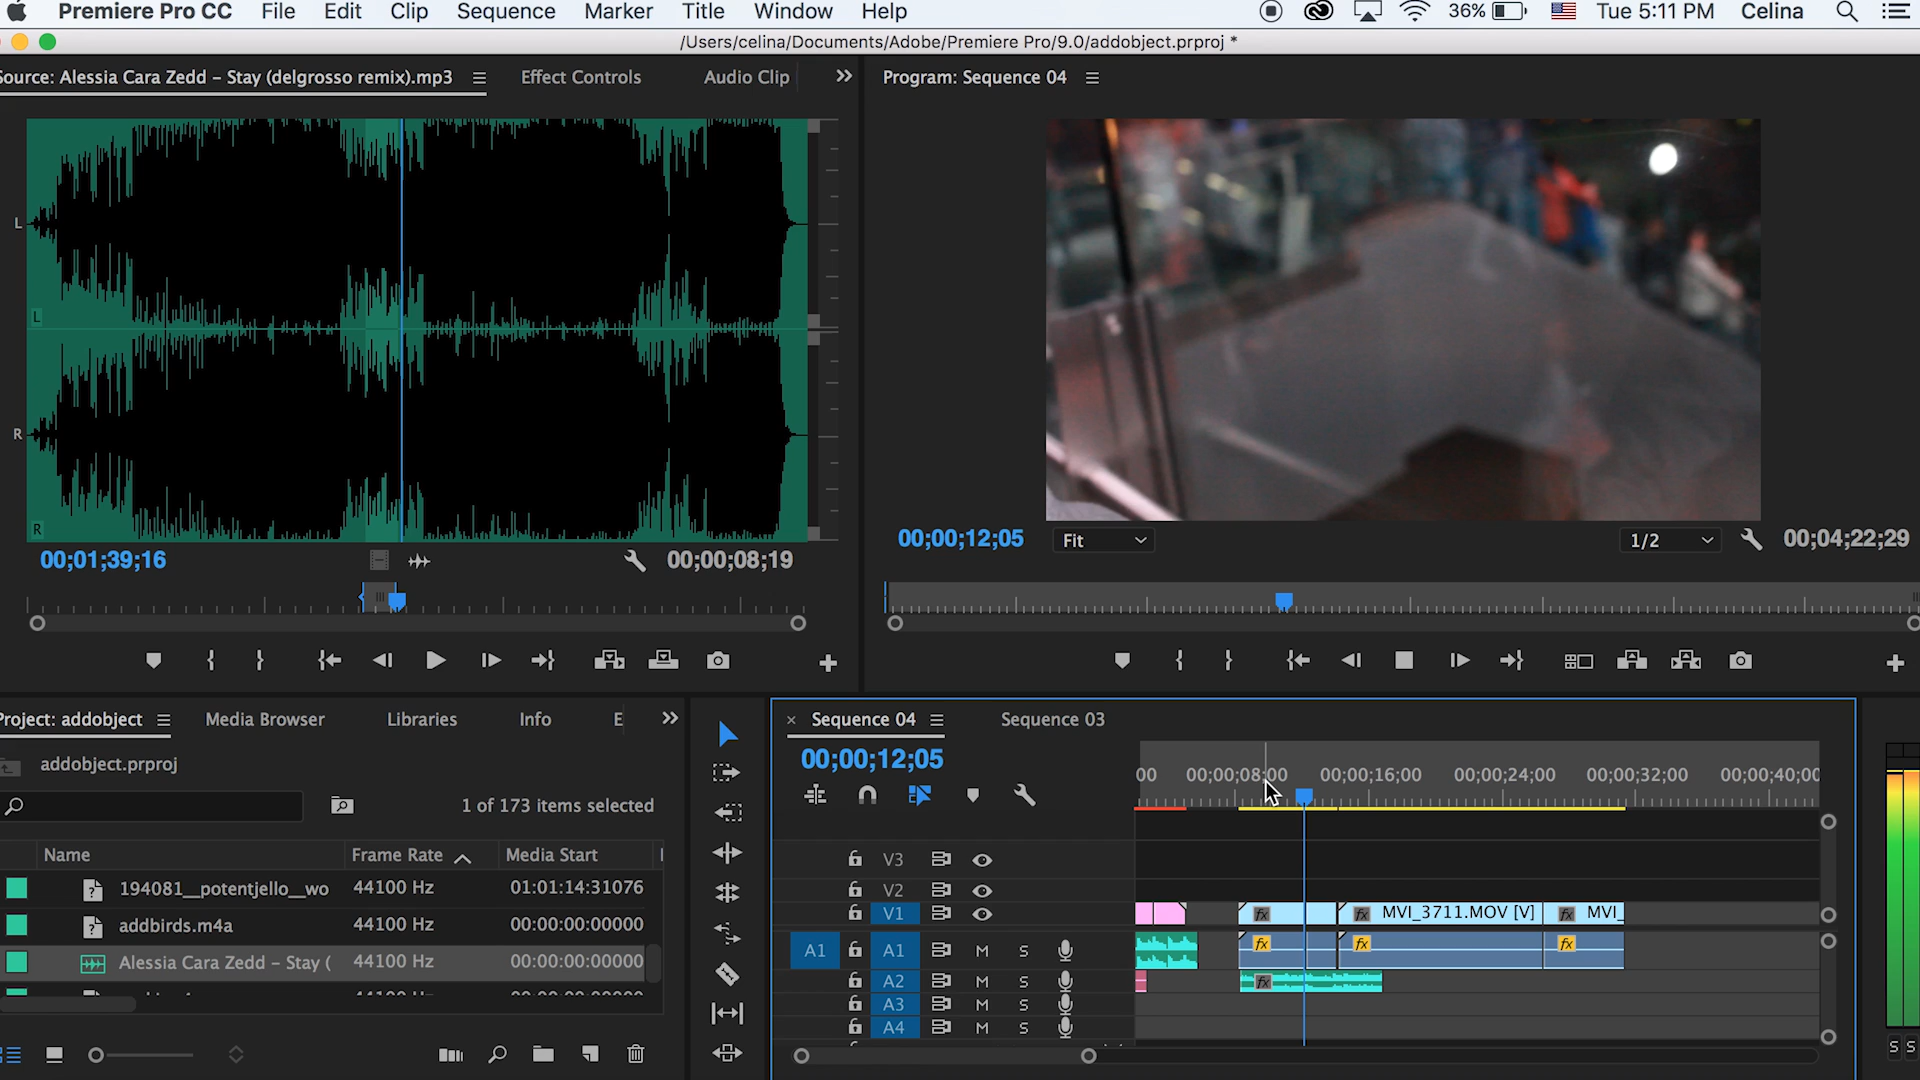 Premiere Pro CC File Edit Clip Sequence Marker Title Window Help 36% Tue 5:11 PM Celina
/Users/celina/Documents/Adobe/Premiere Pro/9.0/addobject.prproj *
Source: Alessia Cara Zedd – Stay (delgrosso remix).mp3 Effect Controls Audio Clip
Program: Sequence 04
L
L
R
R
00;01;39;16 00;00;08;19
00;00;12;05 Fit 1/2 00;04;22;29
Project: addobject Media Browser Libraries Info E
addobject.prproj
1 of 173 items selected
Name Frame Rate Media Start
194081__potentjello__wo 44100 Hz 01:01:14:31076
addbirds.m4a 44100 Hz 00:00:00:00000
Alessia Cara Zedd – Stay ( 44100 Hz 00:00:00:00000
× Sequence 04 Sequence 03
00;00;12;05
00 00;00;08;00 00;00;16;00 00;00;24;00 00;00;32;00 00;00;40;00
V3
V2
V1 fx fx MVI_3711.MOV [V] fx MVI_
A1 A1 M S fx fx fx
A2 M S fx
A3 M S
A4 M S
S S